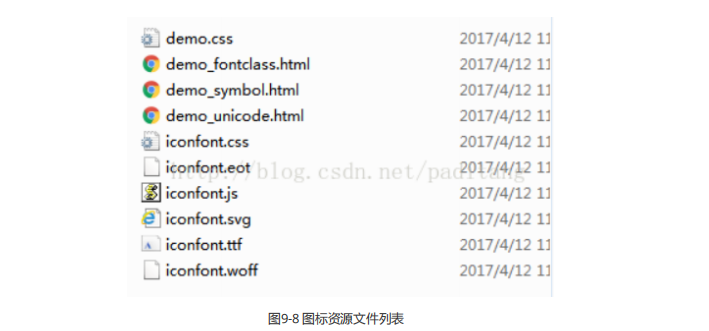 demo.css 2017/4/12 11
demo_fontclass.html 2017/4/12 11
demo_symbol.html 2017/4/12 11
demo_unicode.html 2017/4/12 11
iconfont.css 2017/4/12 11
iconfont.eot 2017/4/12 11
http://blog.csdn.net/paditang
iconfont.js 2017/4/12 11
iconfont.svg 2017/4/12 11
iconfont.ttf 2017/4/12 11
iconfont.woff 2017/4/12 11
图9-8 图标资源文件列表